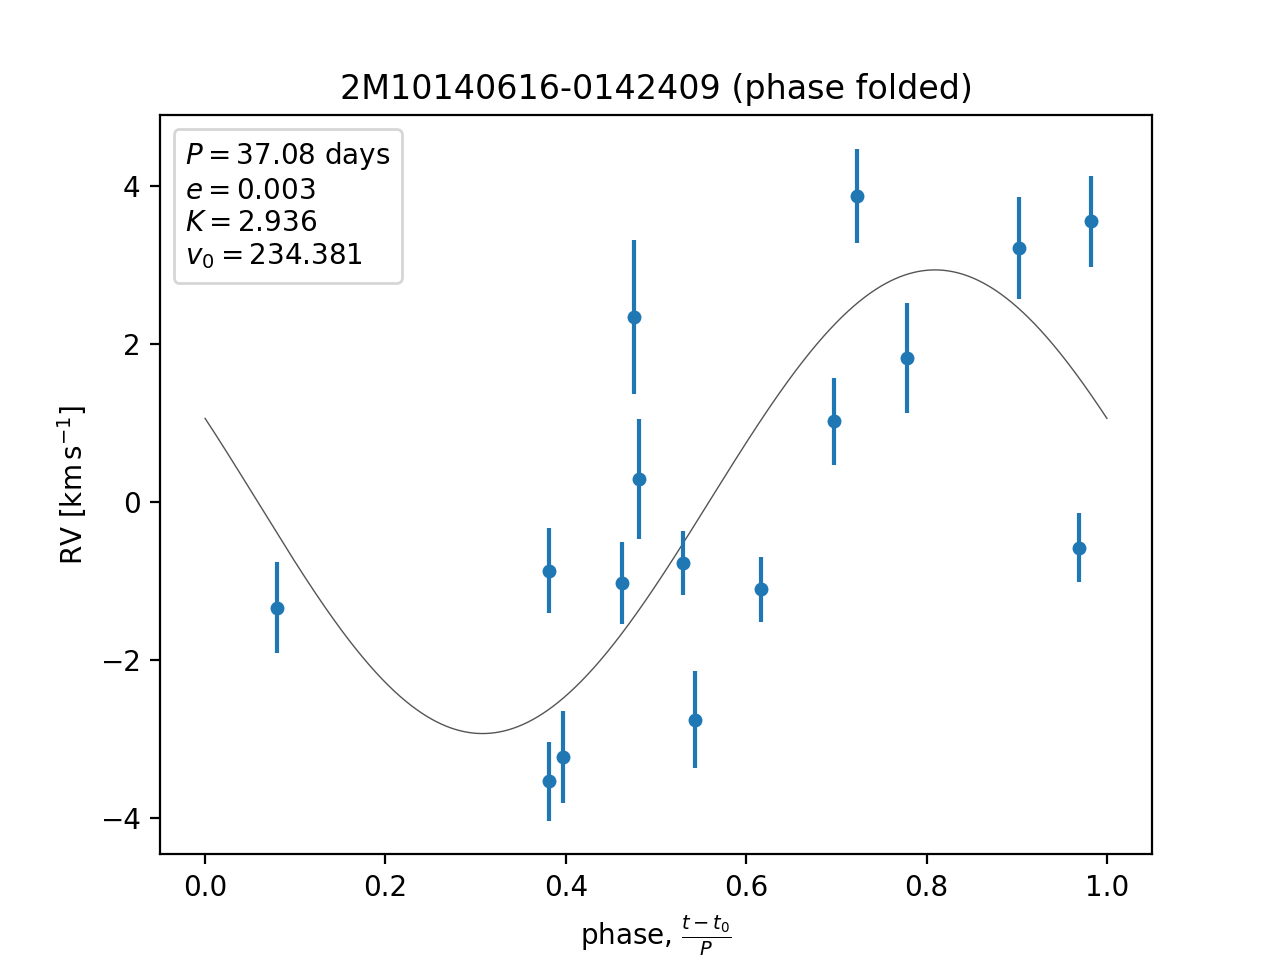 2M10140616-0142409 (phase folded)
P = 37.08 days
e = 0.003
K = 2.936
v₀ = 234.381
4
2
0
−2
−4
RV [km s⁻¹]
0.0 0.2 0.4 0.6 0.8 1.0
phase, (t − t₀)/P